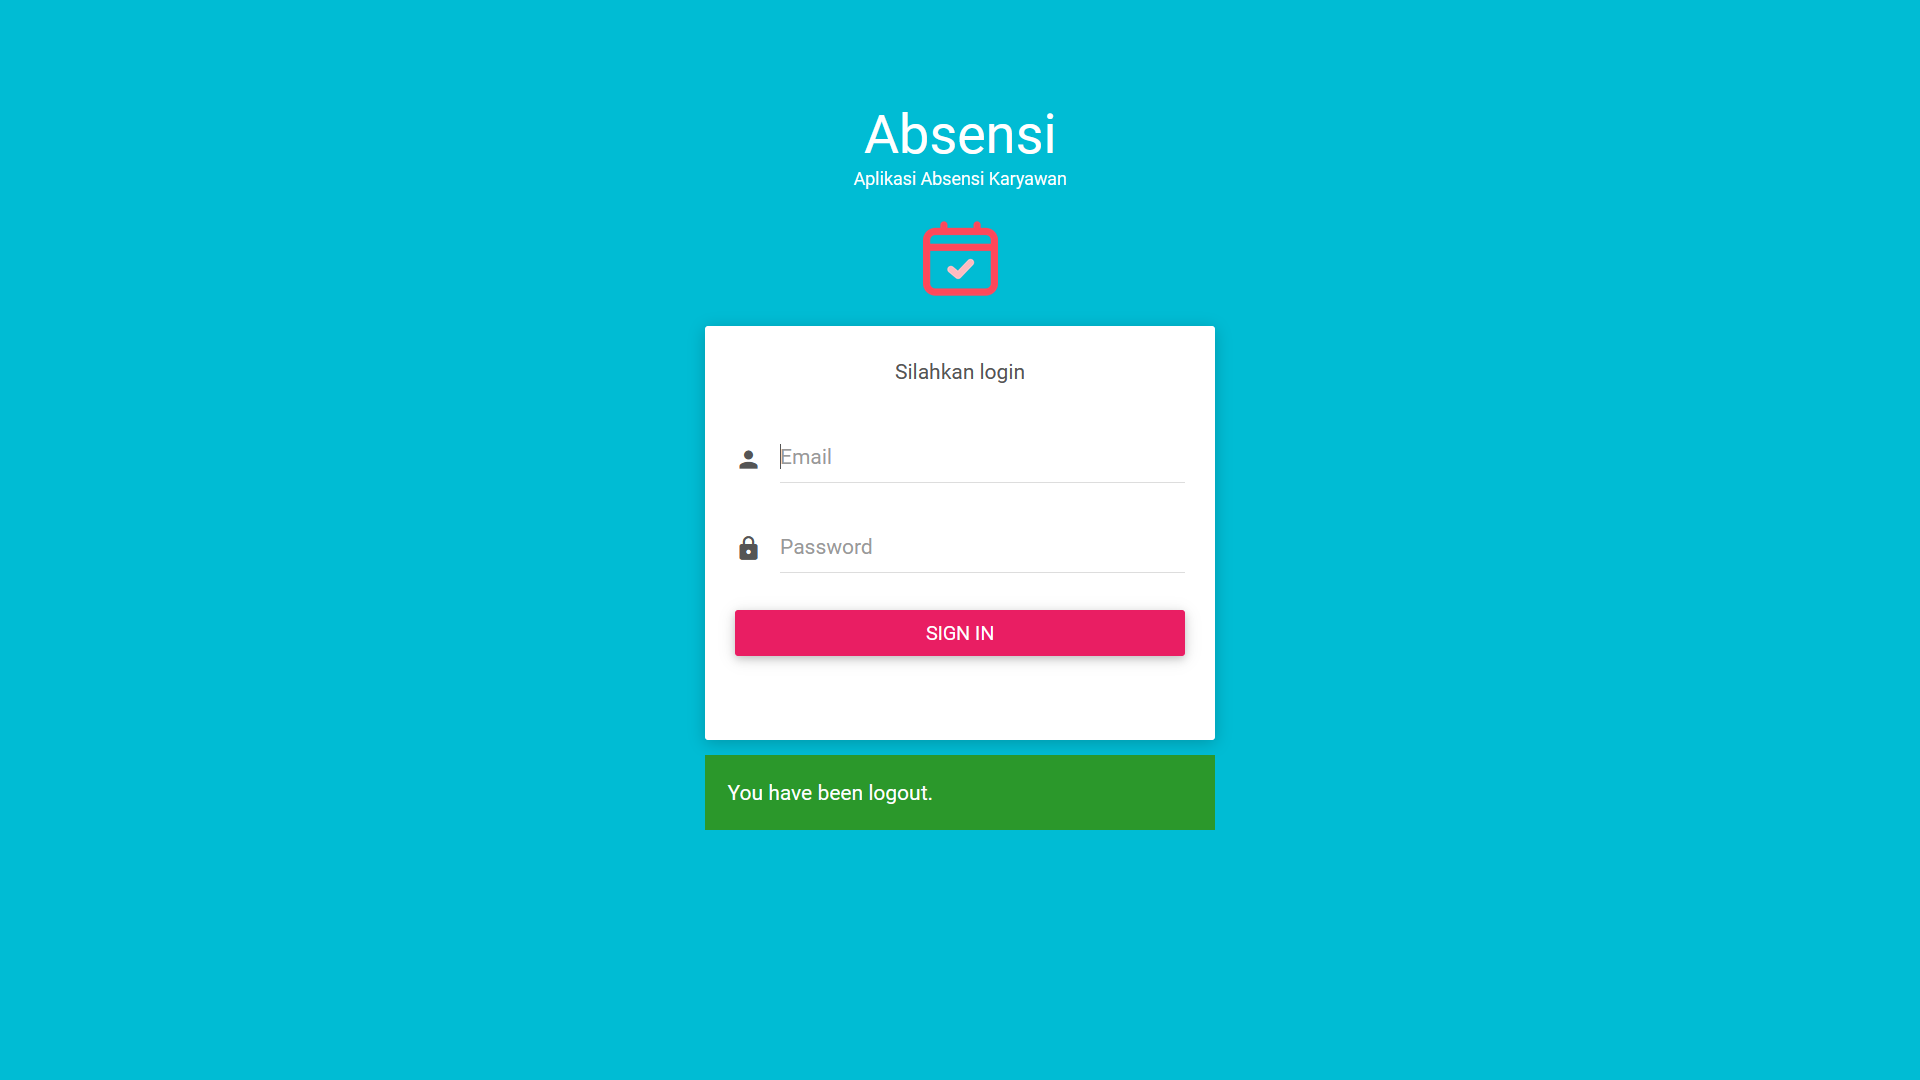 Absensi
Aplikasi Absensi Karyawan
Silahkan login
Email
Password
SIGN IN
You have been logout.